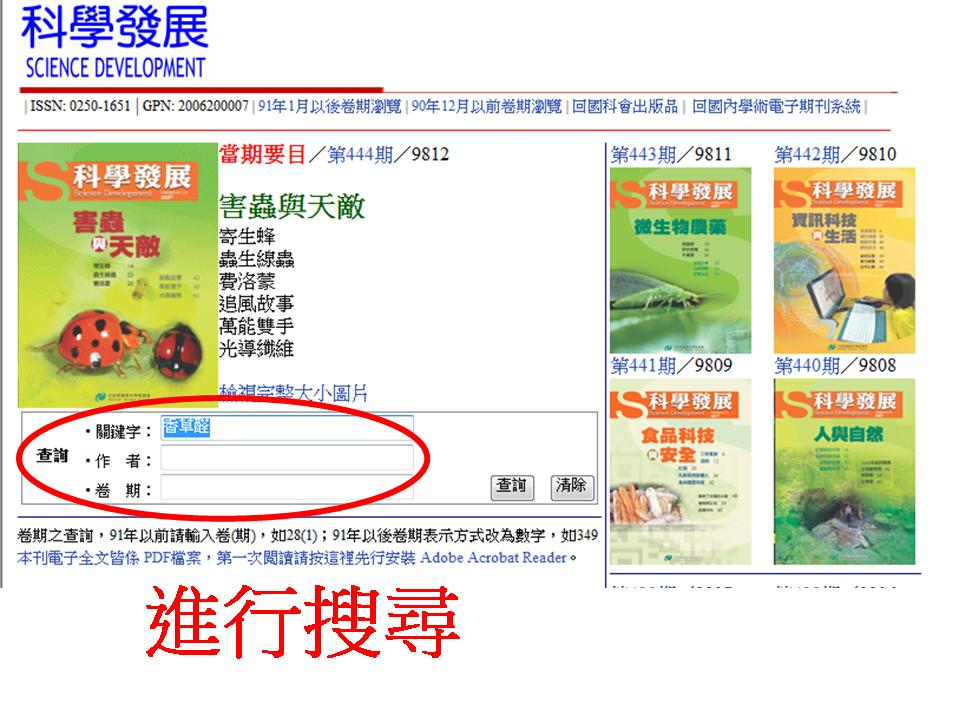 科學發展
SCIENCE DEVELOPMENT
| ISSN: 0250-1651 | GPN: 2006200007 | 91年1月以後卷期瀏覽 | 90年12月以前卷期瀏覽 | 回國科會出版品 | 回國內學術電子期刊系統 |
當期要目／第444期／9812
害蟲與天敵
寄生蜂
蟲生線蟲
費洛蒙
追風故事
萬能雙手
光導纖維
檢視完整大小圖片
科學發展
Science Development
害蟲
與天敵
寄生蜂 14
蟲生線蟲 22
費洛蒙
查詢
‧關鍵字：香草醛
‧作 者：
‧卷 期：
查詢 清除
卷期之查詢，91年以前請輸入卷(期)，如28(1)；91年以後卷期表示方式改為數字，如349
本刊電子全文皆係 PDF檔案，第一次閱讀請按這裡先行安裝 Adobe Acrobat Reader。
第443期／9811
科學發展
微生物農藥
第442期／9810
科學發展
資訊科技
與生活
第441期／9809
科學發展
食品科技
與安全
第440期／9808
科學發展
人與自然
進行搜尋